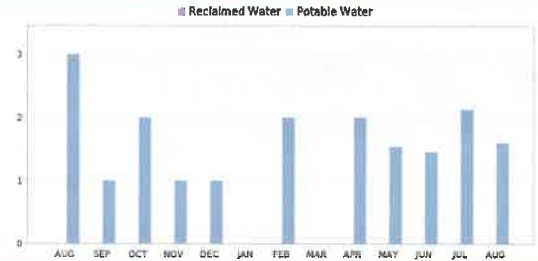 Reclaimed Water Potable Water
3
2
1
0
AUG SEP OCT NOV DEC JAN FEB MAR APR MAY JUN JUL AUG